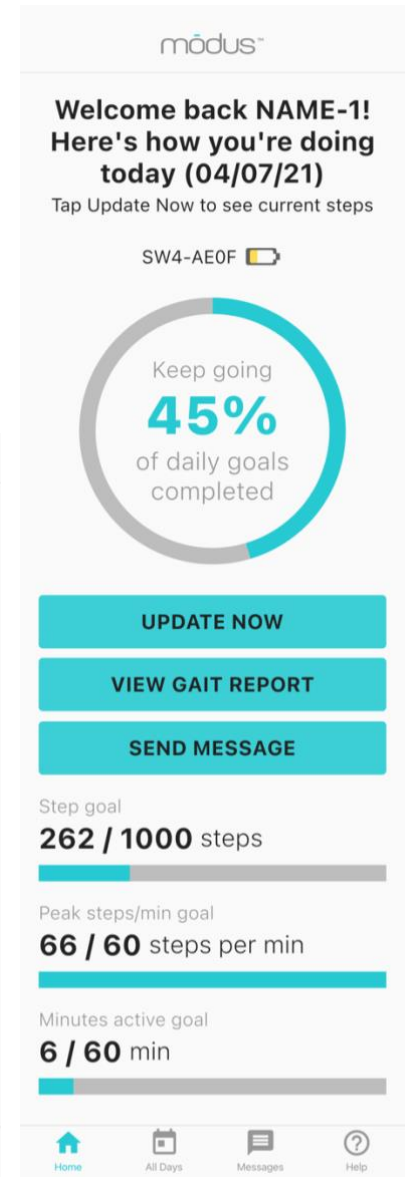 mōdus™
Welcome back NAME-1!
Here's how you're doing
today (04/07/21)
Tap Update Now to see current steps
SW4-AE0F
Keep going
45%
of daily goals
completed
UPDATE NOW
VIEW GAIT REPORT
SEND MESSAGE
Step goal
262 / 1000 steps
Peak steps/min goal
66 / 60 steps per min
Minutes active goal
6 / 60 min
Home All Days Messages Help